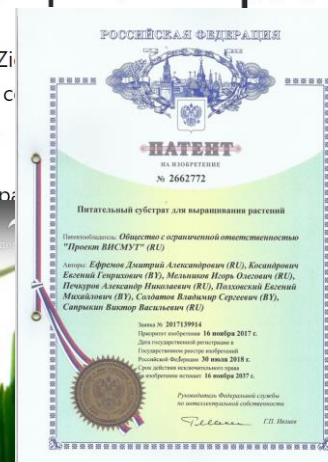 РОССИЙСКАЯ ФЕДЕРАЦИЯ
ПАТЕНТ
НА ИЗОБРЕТЕНИЕ
№ 2662772
Питательный субстрат для выращивания растений
Патентообладатель: Общество с ограниченной ответственностью
"Проект ВИСМУТ" (RU)
Авторы: Ефремов Дмитрий Александрович (RU), Косандрович
Евгений Генрихович (BY), Мельников Игорь Олегович (RU),
Печкуров Александр Николаевич (RU), Полховский Евгений
Михайлович (BY), Солдатов Владимир Сергеевич (BY),
Сапрыкин Виктор Васильевич (RU)
Заявка № 2017139914
Приоритет изобретения 16 ноября 2017 г.
Дата государственной регистрации в
Государственном реестре изобретений
Российской Федерации 30 июля 2018 г.
Срок действия исключительного права
на изобретение истекает 16 ноября 2037 г.
Руководитель Федеральной службы
по интеллектуальной собственности
Г.П. Ивлиев